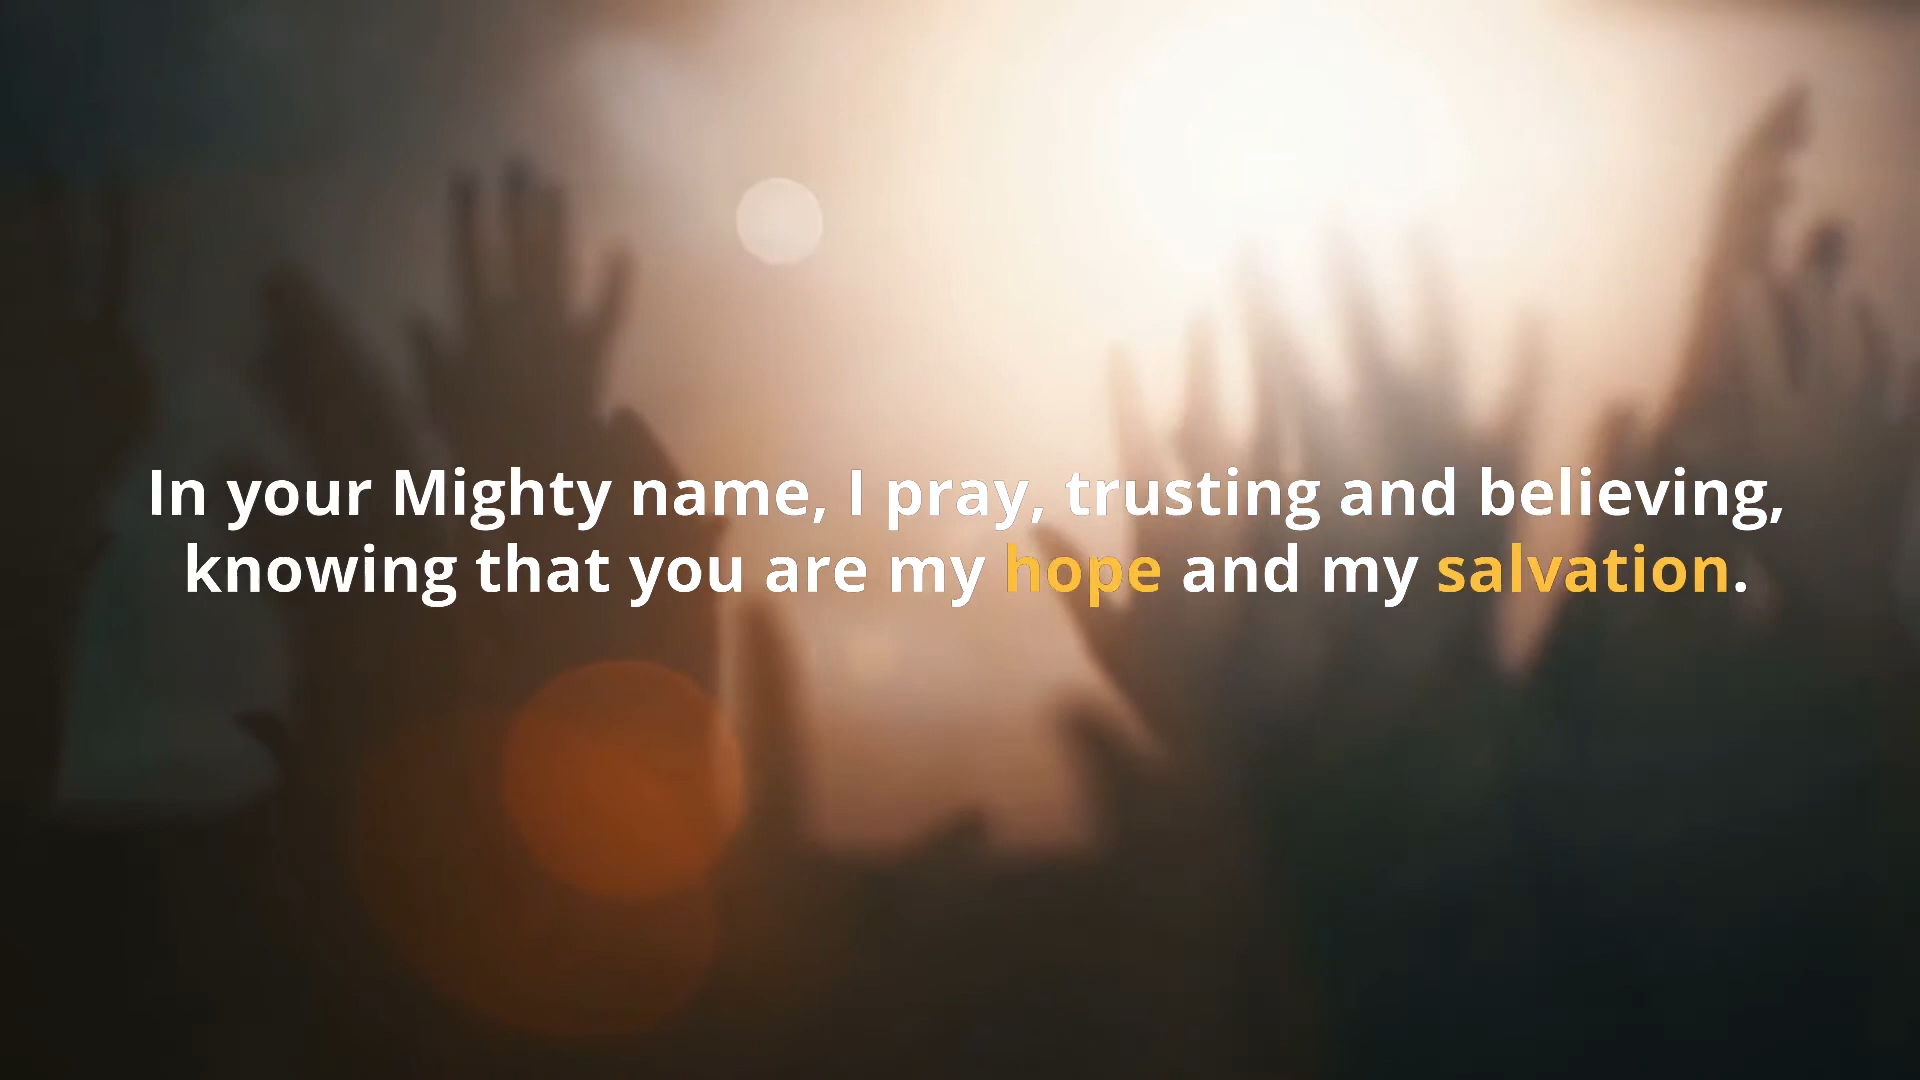 In your Mighty name, I pray, trusting and believing,
knowing that you are my hope and my salvation.